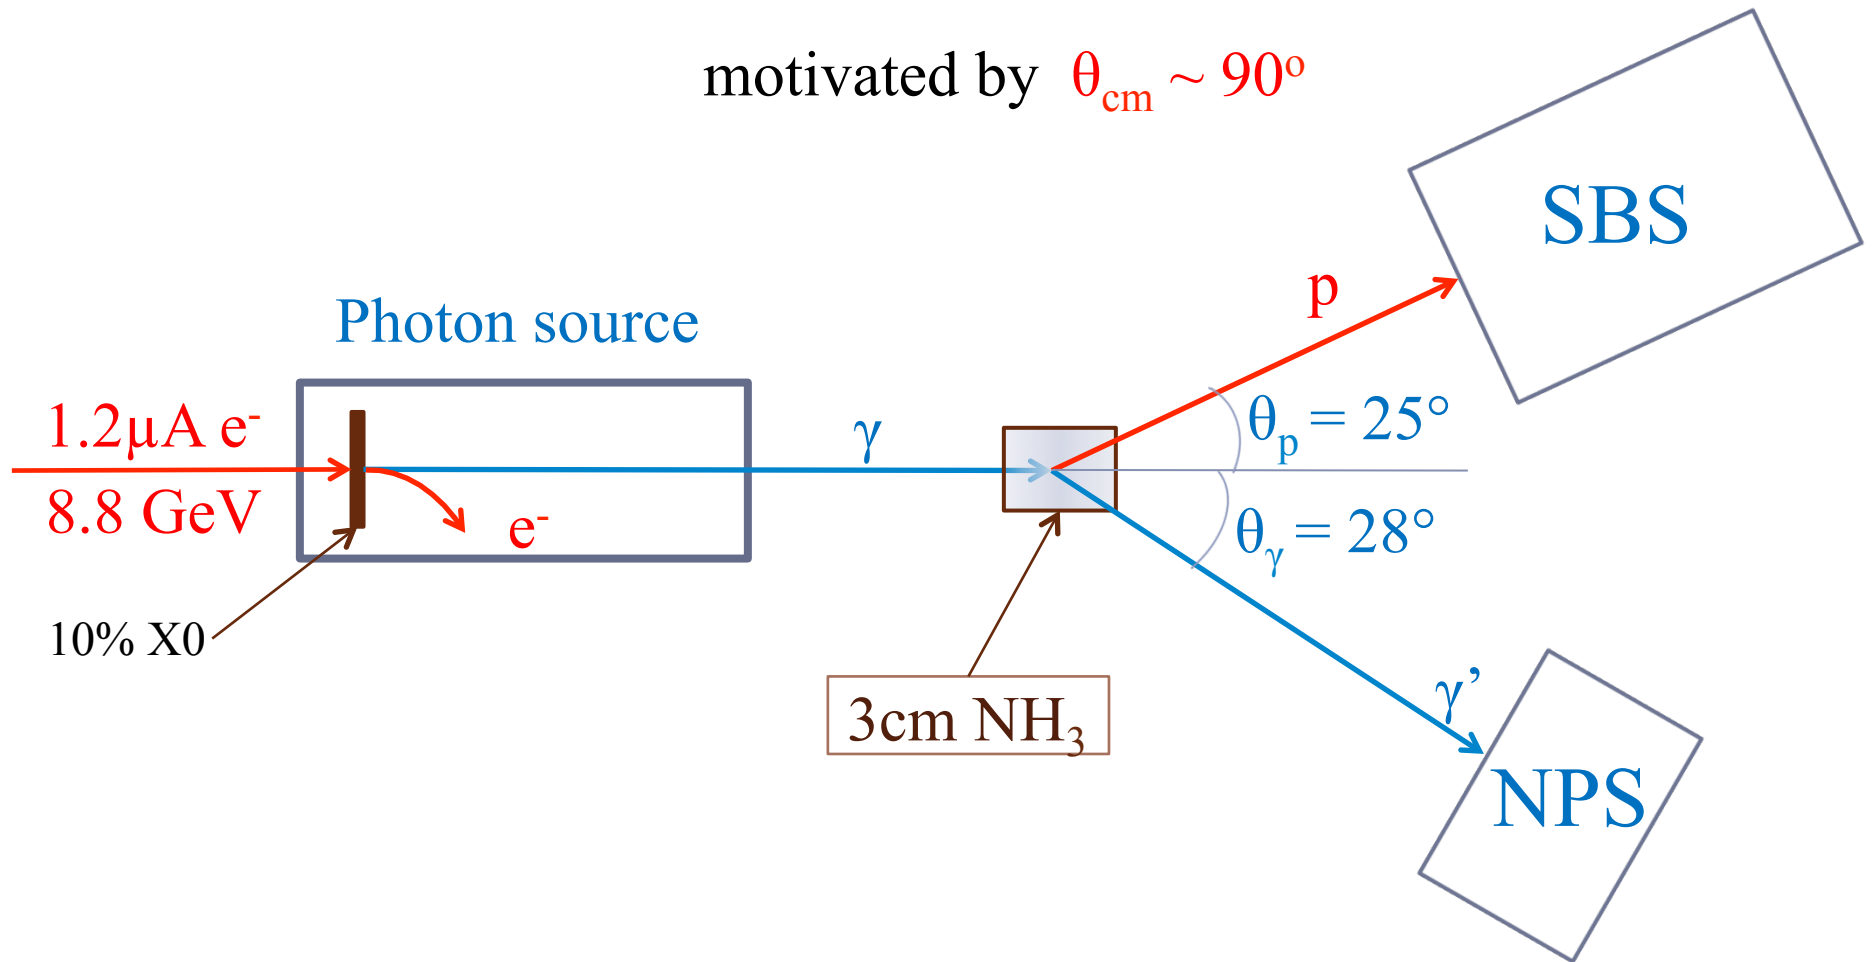 motivated by θcm ~ 90o
SBS
p
Photon source
1.2μA e-
γ
θp = 25°
8.8 GeV
e-
θγ = 28°
10% X0
γ’
3cm NH3
NPS